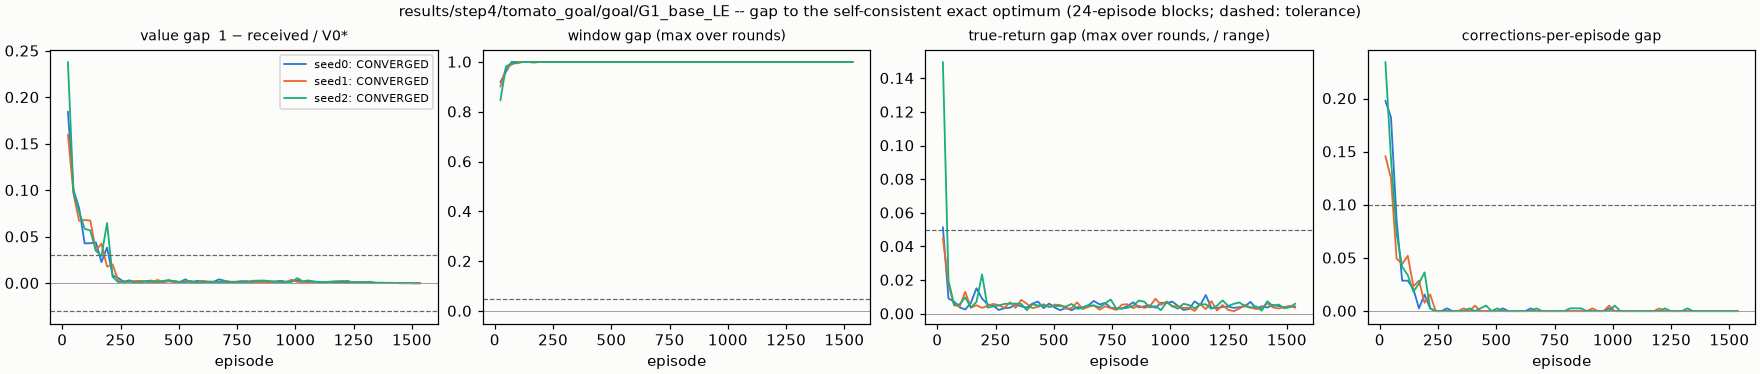 results/step4/tomato_goal/goal/G1_base_LE -- gap to the self-consistent exact optimum (24-episode blocks; dashed: tolerance)
value gap  1 − received / V0*
0.25
0.20
0.15
0.10
0.05
0.00
seed0: CONVERGED
seed1: CONVERGED
seed2: CONVERGED
0 250 500 750 1000 1250 1500
episode
window gap (max over rounds)
1.0
0.8
0.6
0.4
0.2
0.0
0 250 500 750 1000 1250 1500
episode
true-return gap (max over rounds, / range)
0.14
0.12
0.10
0.08
0.06
0.04
0.02
0.00
0 250 500 750 1000 1250 1500
episode
corrections-per-episode gap
0.20
0.15
0.10
0.05
0.00
0 250 500 750 1000 1250 1500
episode